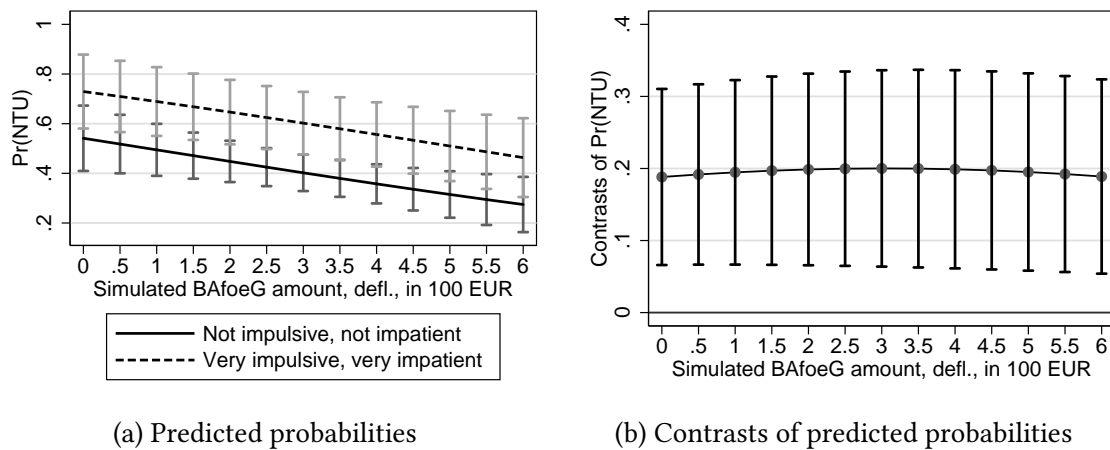 Pr(NTU)
1
.8
.6
.4
.2
0 .5 1 1.5 2 2.5 3 3.5 4 4.5 5 5.5 6
Simulated BAfoeG amount, defl., in 100 EUR
Not impulsive, not impatient
Very impulsive, very impatient
(a) Predicted probabilities
Contrasts of Pr(NTU)
.4
.3
.2
.1
0
0 .5 1 1.5 2 2.5 3 3.5 4 4.5 5 5.5 6
Simulated BAfoeG amount, defl., in 100 EUR
(b) Contrasts of predicted probabilities